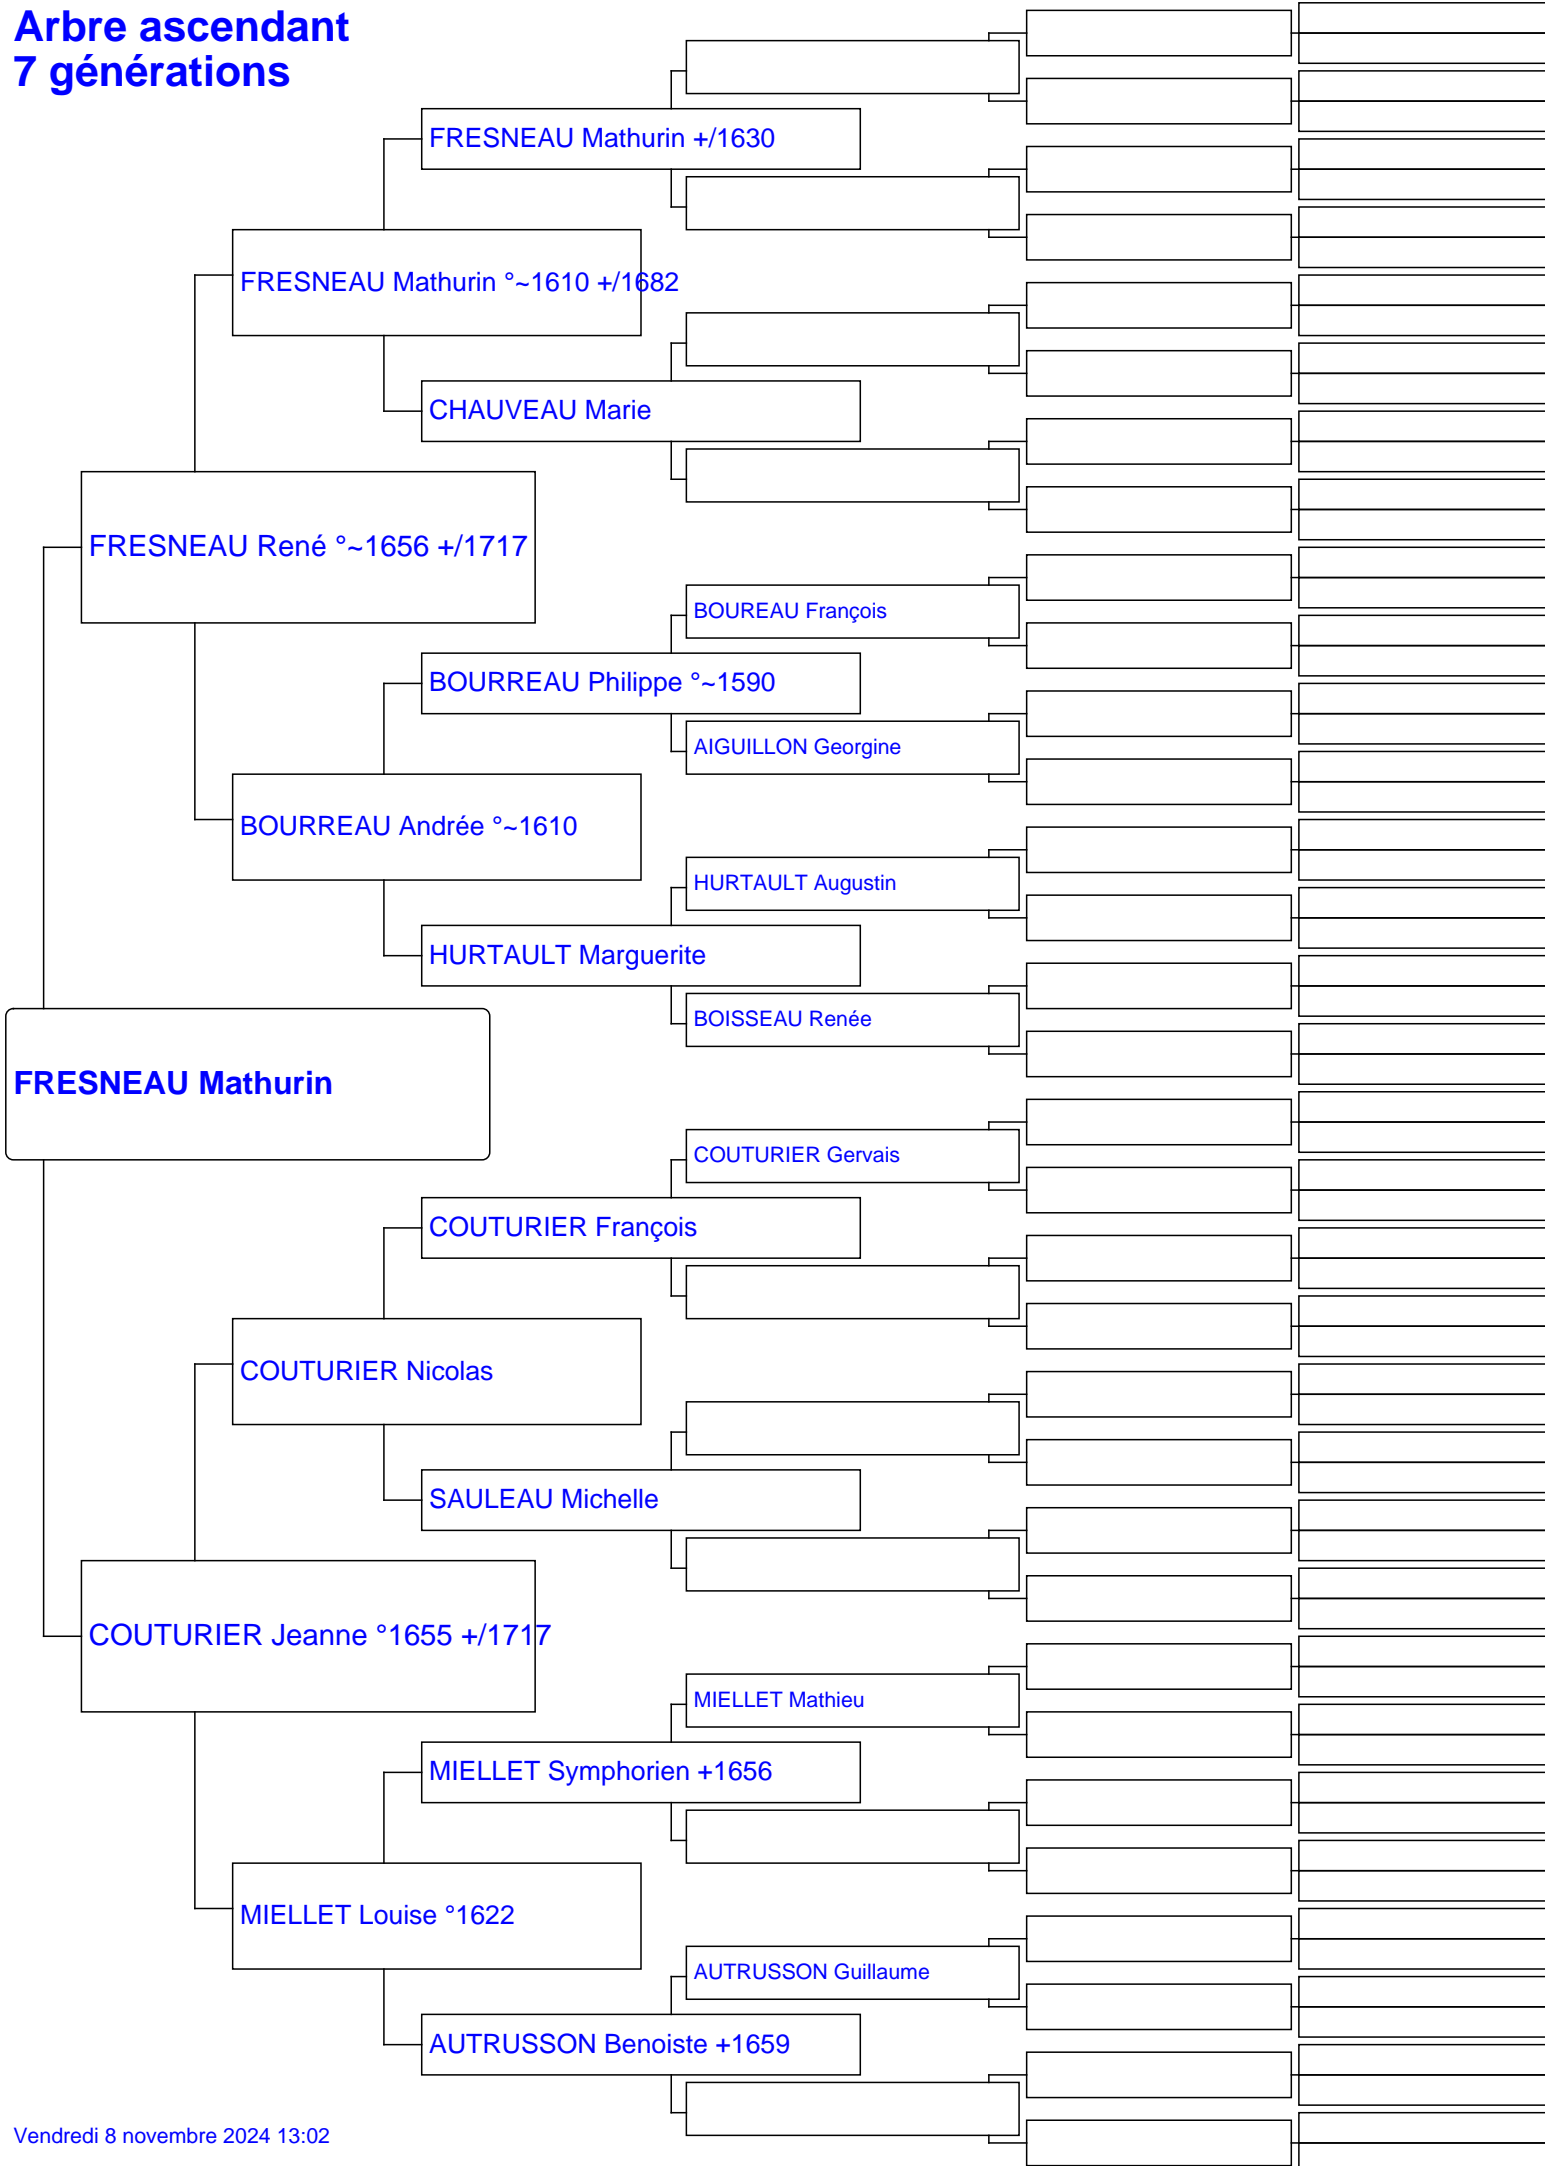 Arbre ascendant
7 générations
FRESNEAU Mathurin +/1630
FRESNEAU Mathurin °~1610 +/1682
CHAUVEAU Marie
FRESNEAU René °~1656 +/1717
BOUREAU François
BOURREAU Philippe °~1590
AIGUILLON Georgine
BOURREAU Andrée °~1610
HURTAULT Augustin
HURTAULT Marguerite
BOISSEAU Renée
FRESNEAU Mathurin
COUTURIER Gervais
COUTURIER François
COUTURIER Nicolas
SAULEAU Michelle
COUTURIER Jeanne °1655 +/1717
MIELLET Mathieu
MIELLET Symphorien +1656
MIELLET Louise °1622
AUTRUSSON Guillaume
AUTRUSSON Benoiste +1659
Vendredi 8 novembre 2024 13:02